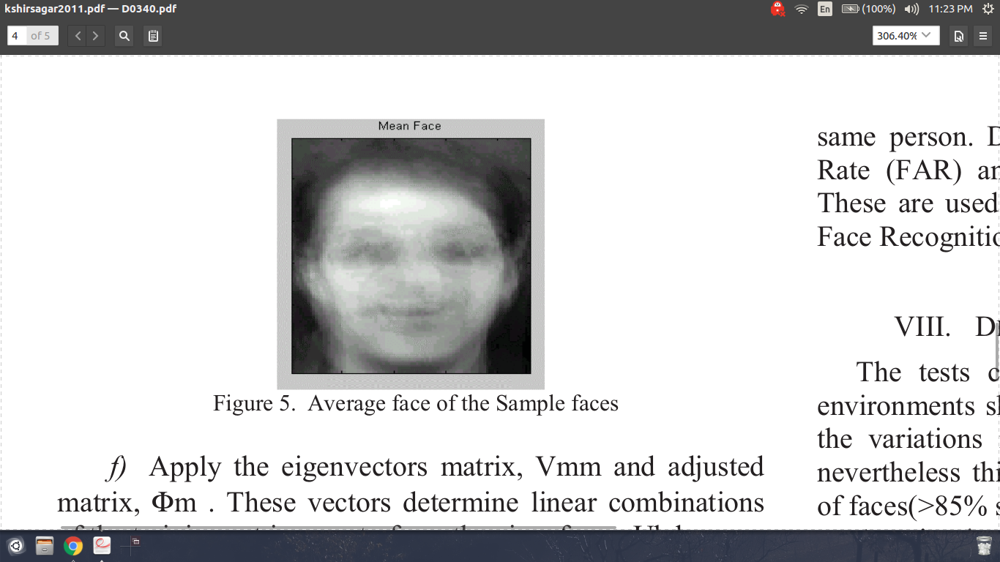 kshirsagar2011.pdf — D0340.pdf
En
(100%)
11:23 PM
4 of 5
306.40%
Mean Face
Figure 5. Average face of the Sample faces
f) Apply the eigenvectors matrix, Vmm and adjusted
matrix, Φm . These vectors determine linear combinations
same person. D
Rate (FAR) an
These are used
Face Recognitio
VIII. D
The tests c
environments sh
the variations
nevertheless thi
of faces(>85% s